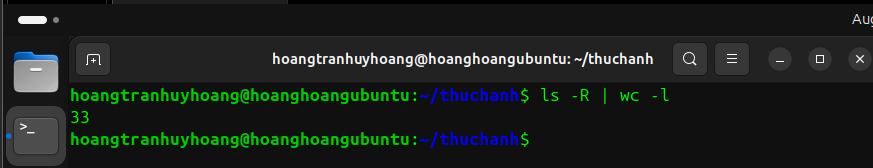 Aug
hoangtranhuyhoang@hoanghoangubuntu: ~/thuchanh
hoangtranhuyhoang@hoanghoangubuntu:~/thuchanh$ ls -R | wc -l
33
hoangtranhuyhoang@hoanghoangubuntu:~/thuchanh$